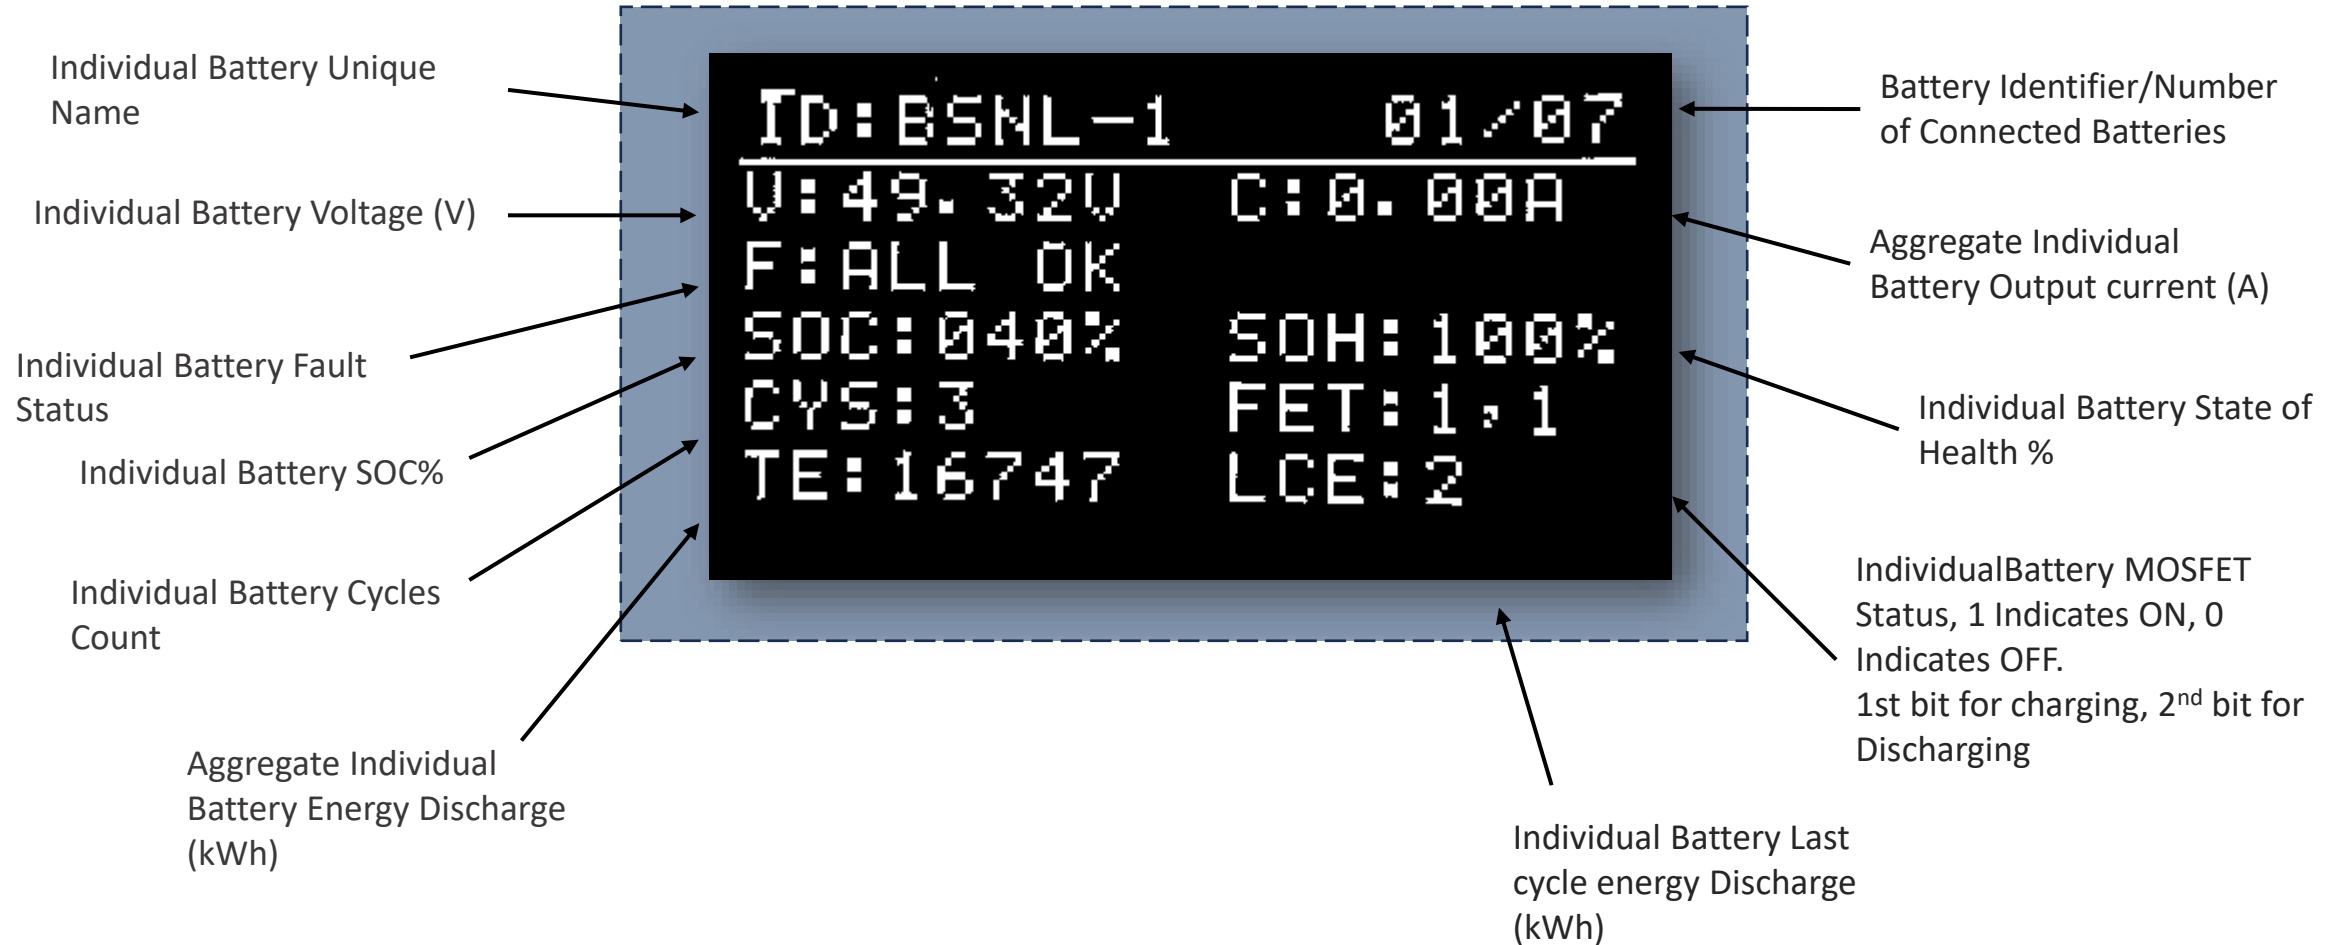 Individual Battery Unique
Name
Individual Battery Voltage (V)
Individual Battery Fault
Status
Individual Battery SOC%
Individual Battery Cycles
Count
Aggregate Individual
Battery Energy Discharge
(kWh)
ID:BSNL-1 01/07
V:49.32V C:0.00A
F:ALL OK
SOC:040% SOH:100%
CYS:3 FET:1,1
TE:16747 LCE:2
Battery Identifier/Number
of Connected Batteries
Aggregate Individual
Battery Output current (A)
Individual Battery State of
Health %
IndividualBattery MOSFET
Status, 1 Indicates ON, 0
Indicates OFF.
1st bit for charging, 2nd bit for
Discharging
Individual Battery Last
cycle energy Discharge
(kWh)